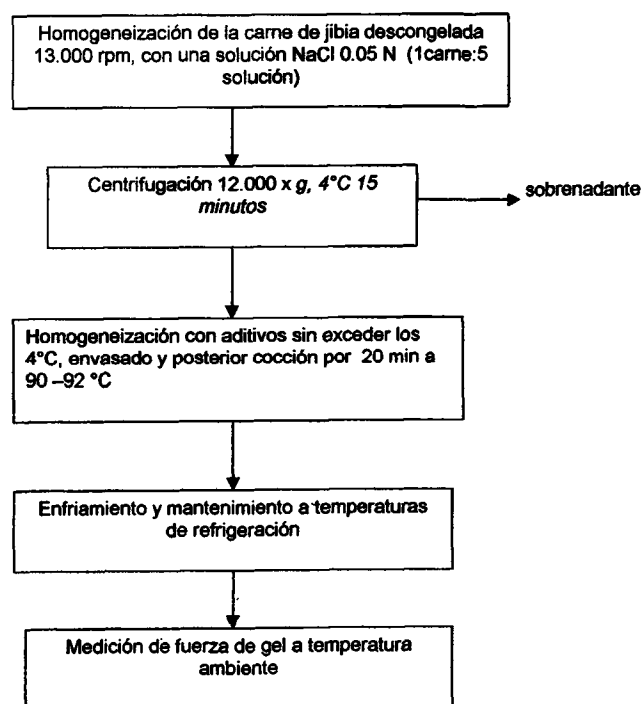 Homogeneización de la carne de jibia descongelada
13.000 rpm, con una solución NaCl 0.05 N (1carne:5
solución)
Centrifugación 12.000 x g, 4°C 15
minutos
sobrenadante
Homogeneización con aditivos sin exceder los
4°C, envasado y posterior cocción por 20 min a
90 –92 °C
Enfriamiento y mantenimiento a temperaturas
de refrigeración
Medición de fuerza de gel a temperatura
ambiente